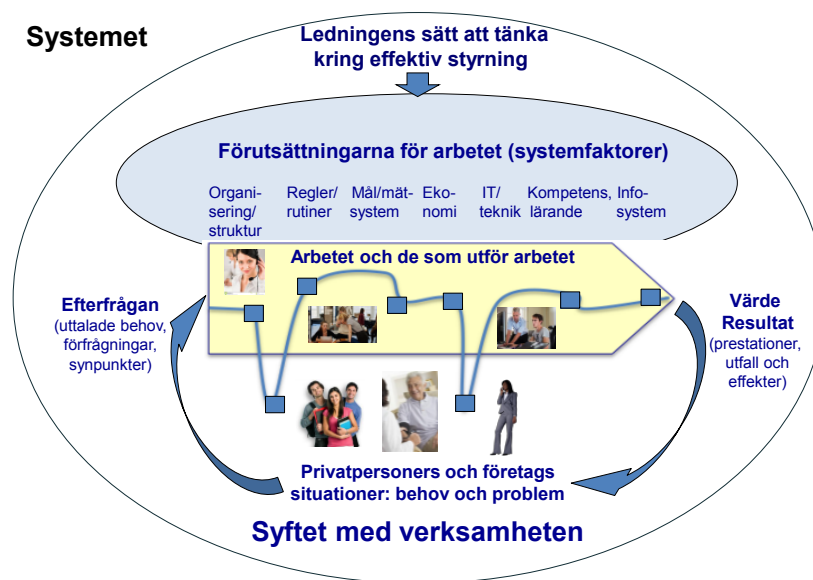 Systemet
Ledningens sätt att tänka
kring effektiv styrning
Förutsättningarna för arbetet (systemfaktorer)
Organi-
sering/
struktur
Regler/
rutiner
Mål/mät-
system
Eko-
nomi
IT/
teknik
Kompetens,
lärande
Info-
system
Arbetet och de som utför arbetet
Efterfrågan
(uttalade behov,
förfrågningar,
synpunkter)
Värde
Resultat
(prestationer,
utfall och
effekter)
Privatpersoners och företags
situationer: behov och problem
Syftet med verksamheten